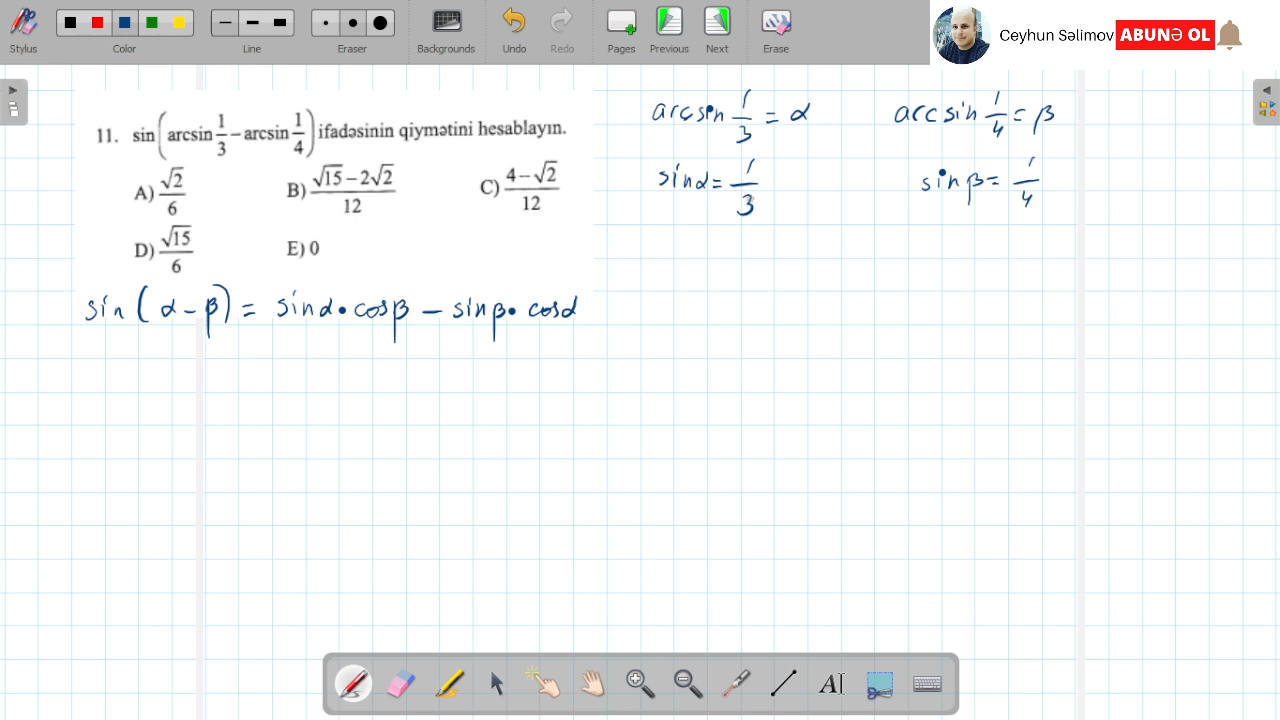 Stylus Color Line Eraser Backgrounds Undo Redo Pages Previous Next Erase
Ceyhun Səlimov ABUNƏ OL
11. sin(arcsin 1/3 − arcsin 1/4) ifadəsinin qiymətini hesablayın.
A) √2/6 B) (√15 − 2√2)/12 C) (4 − √2)/12
D) √15/6 E) 0
sin(α − β) = sinα · cosβ − sinβ · cosα
arcsin 1/3 = α arcsin 1/4 = β
sinα = 1/3 sinβ = 1/4
AI